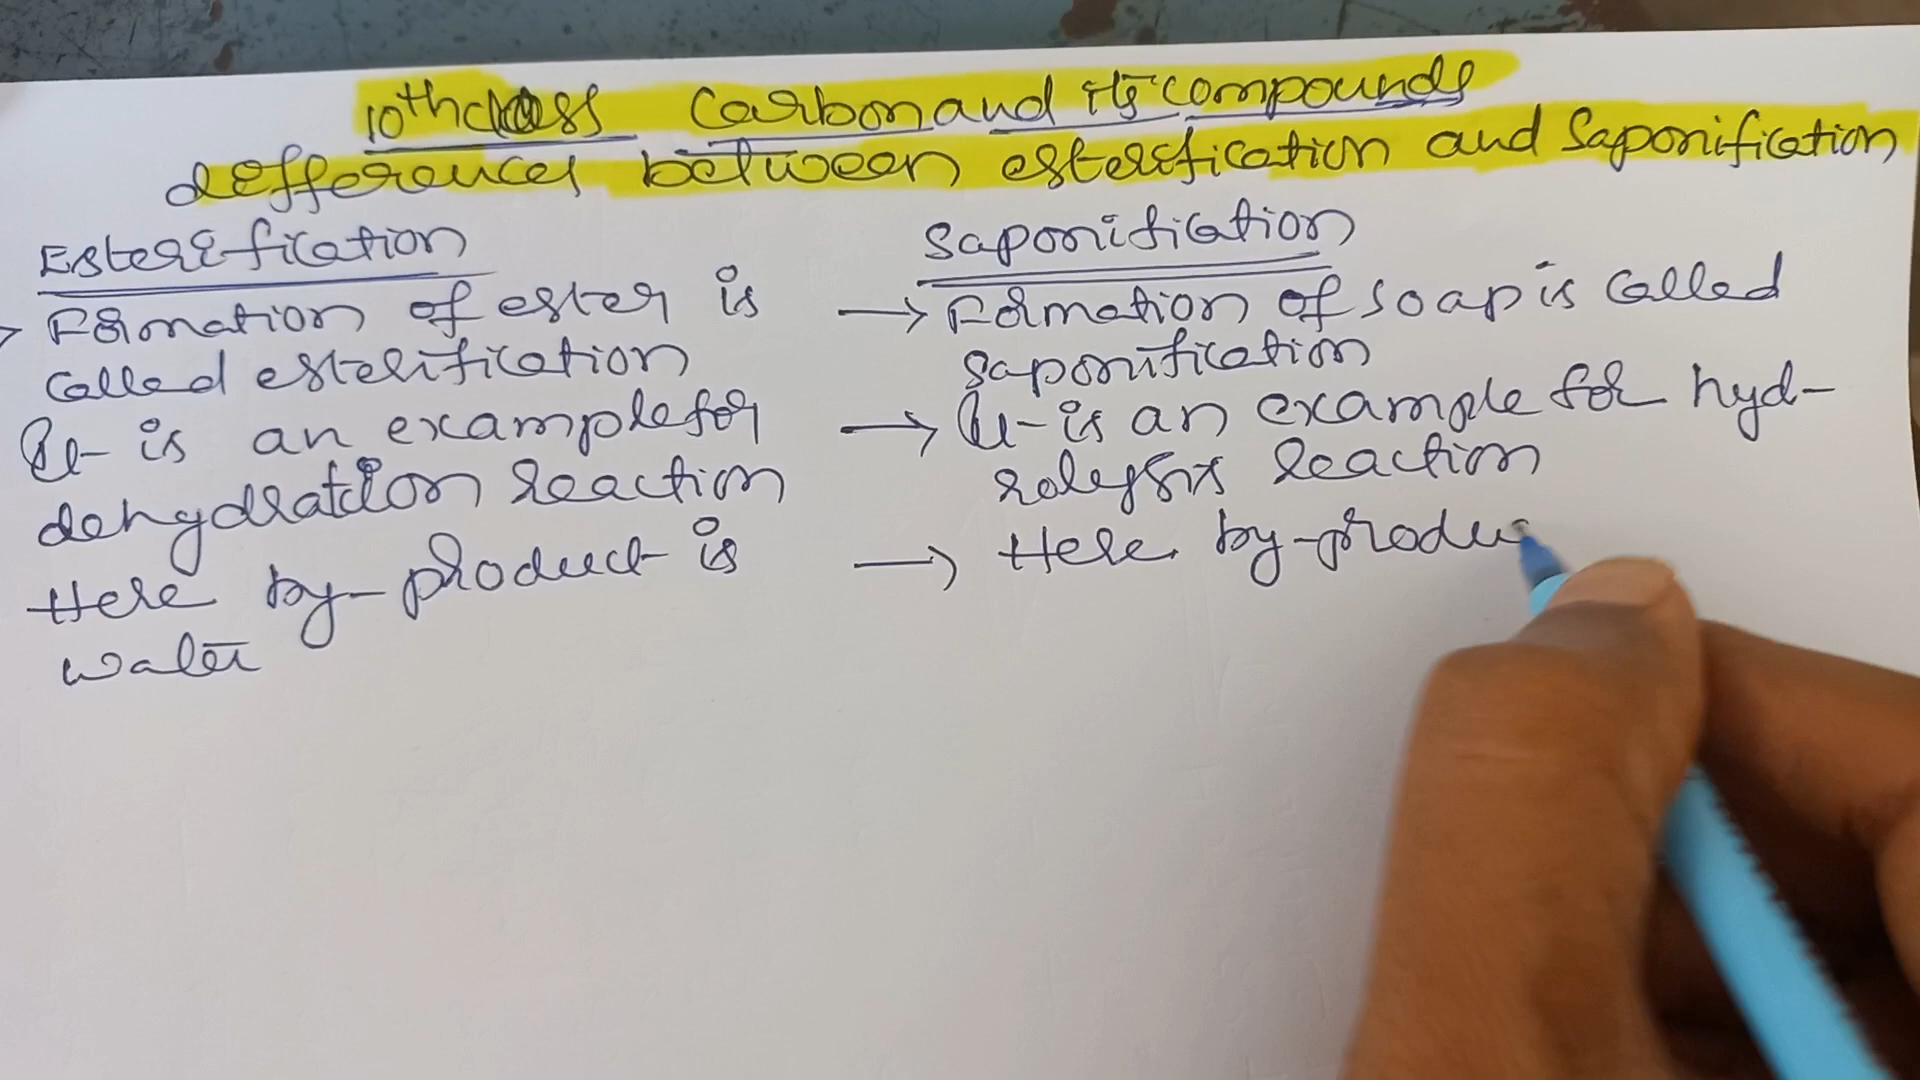 10th class Carbon and its compounds
defferences between esterification and Saponification
Esterification
Formation of ester is
called esterification
It is an example for
dehydration reaction
Here by-product is
water
Saponification
→ Formation of soap is called
saponification
→ It is an example for hyd-
rolysis reaction
→ Here by-produc